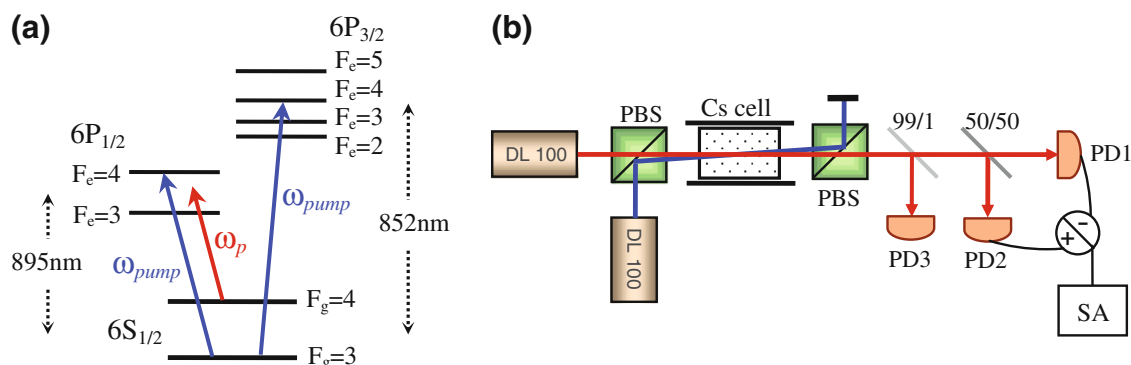 (a)
6P3/2
Fe=5
Fe=4
Fe=3
Fe=2
6P1/2
Fe=4
Fe=3
ωpump
ωp
ωpump
895nm
852nm
Fg=4
6S1/2
Fg=3
(b)
PBS
Cs cell
99/1
50/50
DL 100
PD1
PBS
DL 100
PD3
PD2
+
-
SA